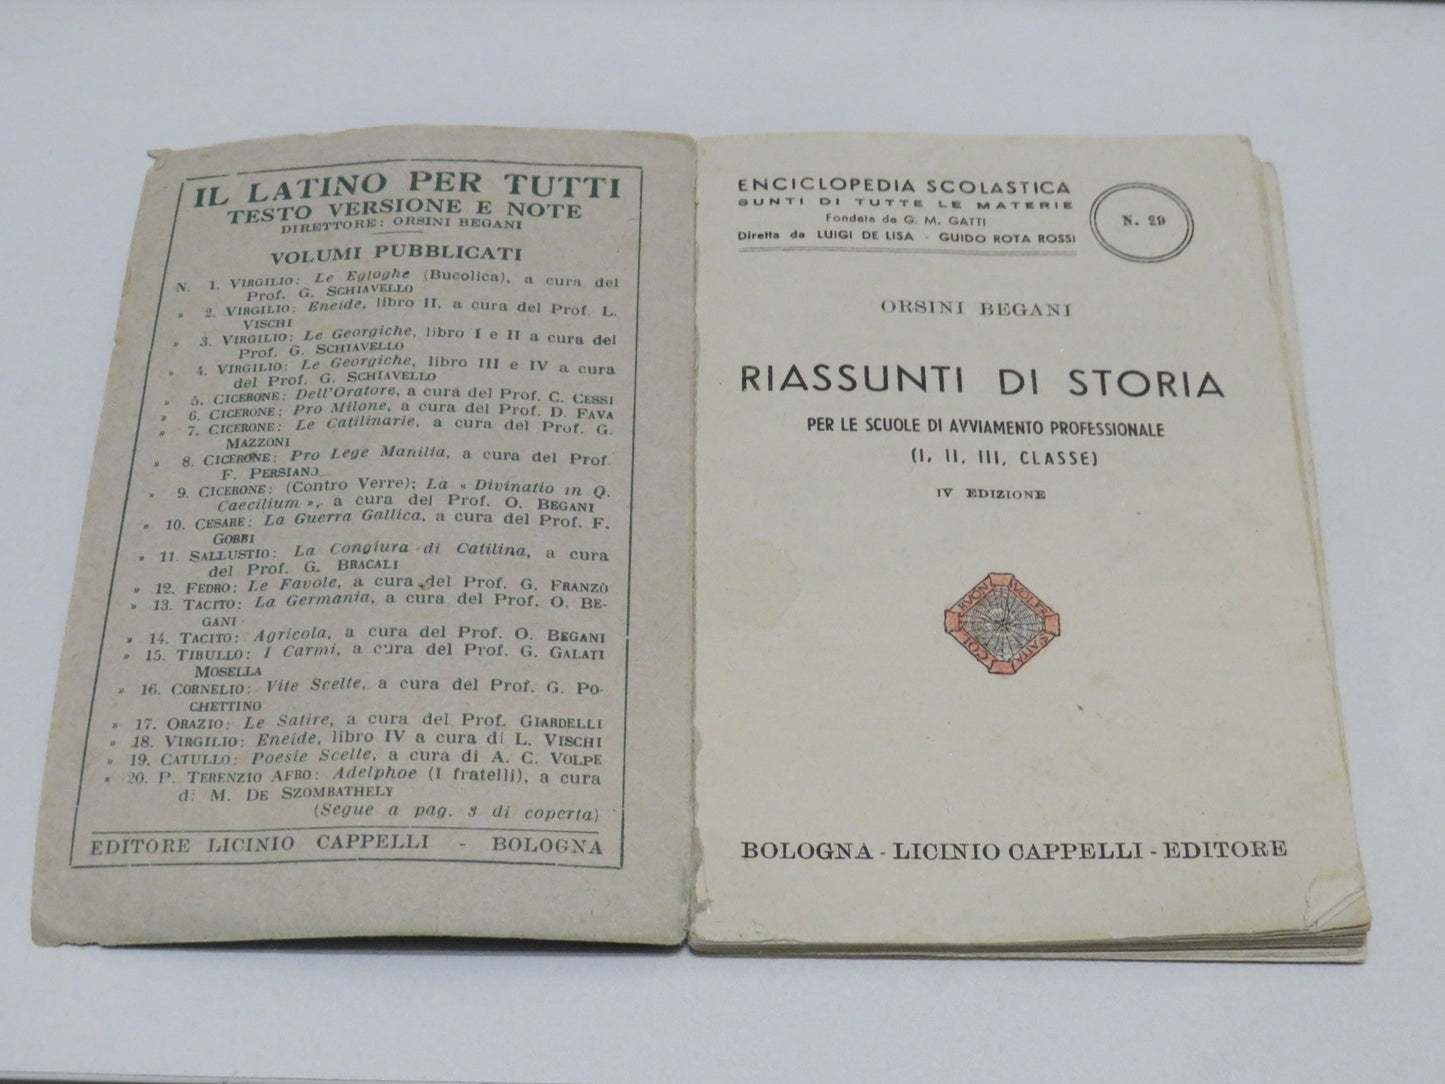 IL LATINO PER TUTTI
TESTO VERSIONE E NOTE
DIRETTORE: ORSINI BEGANI
VOLUMI PUBBLICATI
N. 1. VIRGILIO: Le Egloghe (Bucolica), a cura del
Prof. G. SCHIAVELLO
» 2. VIRGILIO: Eneide, libro II, a cura del Prof. L.
VISCHI
» 3. VIRGILIO: Le Georgiche, libro I e II a cura del
Prof. G. SCHIAVELLO
» 4. VIRGILIO: Le Georgiche, libro III e IV a cura
del Prof. G. SCHIAVELLO
» 5. CICERONE: Dell'Oratore, a cura del Prof. C. CESSI
» 6. CICERONE: Pro Milone, a cura del Prof. D. FAVA
» 7. CICERONE: Le Catilinarie, a cura del Prof. G.
MAZZONI
» 8. CICERONE: Pro Lege Manilia, a cura del Prof.
F. PERSIANO
» 9. CICERONE: (Contro Verre); La « Divinatio in Q.
Caecilium », a cura del Prof. O. BEGANI
» 10. CESARE: La Guerra Gallica, a cura del Prof. F.
GOBBI
» 11. SALLUSTIO: La Congiura di Catilina, a cura
del Prof. G. BRACALI
» 12. FEDRO: Le Favole, a cura del Prof. G. FRANZÒ
» 13. TACITO: La Germania, a cura del Prof. O. BE-
GANI
» 14. TACITO: Agricola, a cura del Prof. O. BEGANI
» 15. TIBULLO: I Carmi, a cura del Prof. G. GALATI
MOSELLA
» 16. CORNELIO: Vite Scelte, a cura del Prof. G. PO-
CHETTINO
» 17. ORAZIO: Le Satire, a cura del Prof. GIARDELLI
» 18. VIRGILIO: Eneide, libro IV a cura di L. VISCHI
» 19. CATULLO: Poesie Scelte, a cura di A. C. VOLPE
» 20. P. TERENZIO AFRO: Adelphoe (I fratelli), a cura
di M. DE SZOMBATHELY
(Segue a pag. 3 di coperta)
EDITORE LICINIO CAPPELLI - BOLOGNA
ENCICLOPEDIA SCOLASTICA
SUNTI DI TUTTE LE MATERIE
Fondata da G. M. GATTI
Diretta da LUIGI DE LISA - GUIDO ROTA ROSSI
N. 29
ORSINI BEGANI
RIASSUNTI DI STORIA
PER LE SCUOLE DI AVVIAMENTO PROFESSIONALE
(I, II, III, CLASSE)
IV EDIZIONE
COL BUON VOLER S'AITA
BOLOGNA - LICINIO CAPPELLI - EDITORE